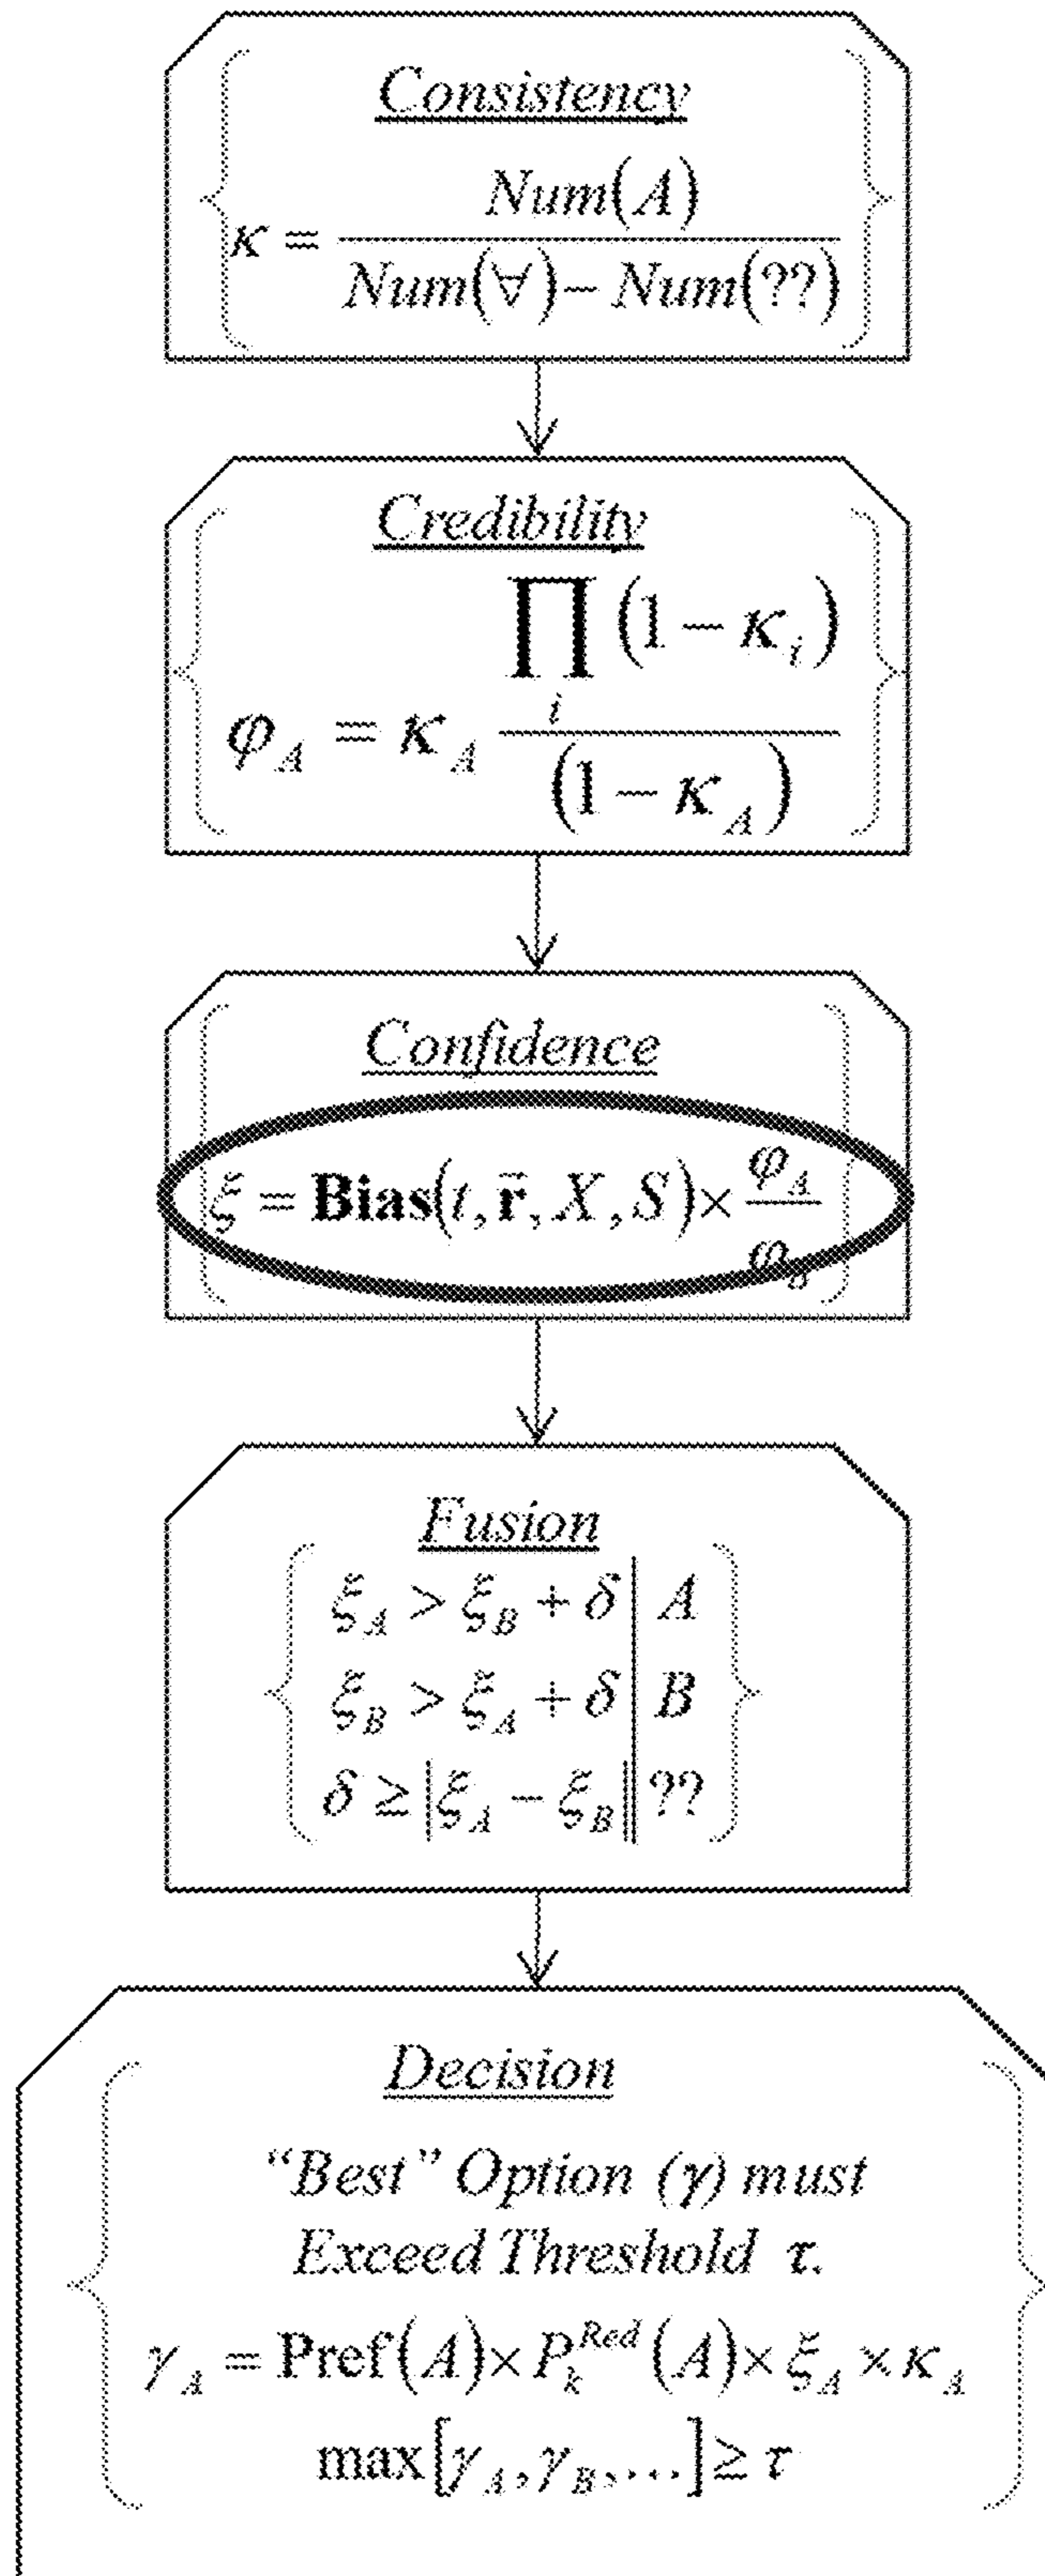 Consistency
κ = Num(A) / Num(∀) − Num(??)
Credibility
φ_A = κ_A ∏_i (1 − κ_i) / (1 − κ_A)
Confidence
ξ = Bias(t, r̄, X, S) × φ_A / φ_B
Fusion
ξ_A > ξ_B + δ | A
ξ_B > ξ_A + δ | B
δ ≥ |ξ_A − ξ_B| | ??
Decision
“Best” Option (γ) must
Exceed Threshold τ.
γ_A = Pref(A) × P_k^Red (A) × ξ_A × κ_A
max[γ_A, γ_B, ...] ≥ τ